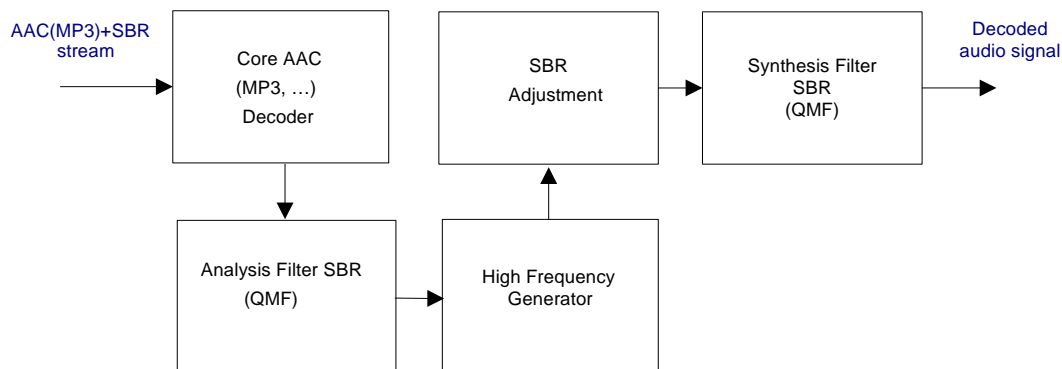 AAC(MP3)+SBR
stream
Core AAC
(MP3, …)
Decoder
Analysis Filter SBR
(QMF)
High Frequency
Generator
SBR
Adjustment
Synthesis Filter
SBR
(QMF)
Decoded
audio signal